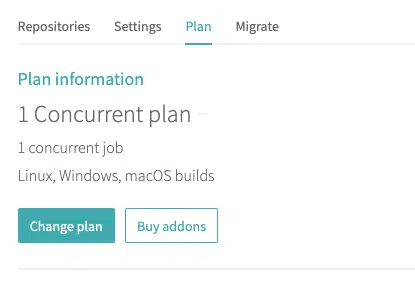 Repositories Settings Plan Migrate
Plan information
1 Concurrent plan
1 concurrent job
Linux, Windows, macOS builds
Change plan Buy addons